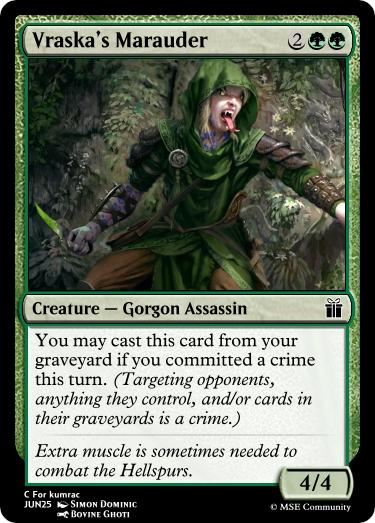 Vraska's Marauder 2
Creature — Gorgon Assassin
You may cast this card from your
graveyard if you committed a crime
this turn. (Targeting opponents,
anything they control, and/or cards in
their graveyards is a crime.)
Extra muscle is sometimes needed to
combat the Hellspurs.
4/4
C For kumrac
JUN25 Simon Dominic
Bovine Ghoti
© MSE Community